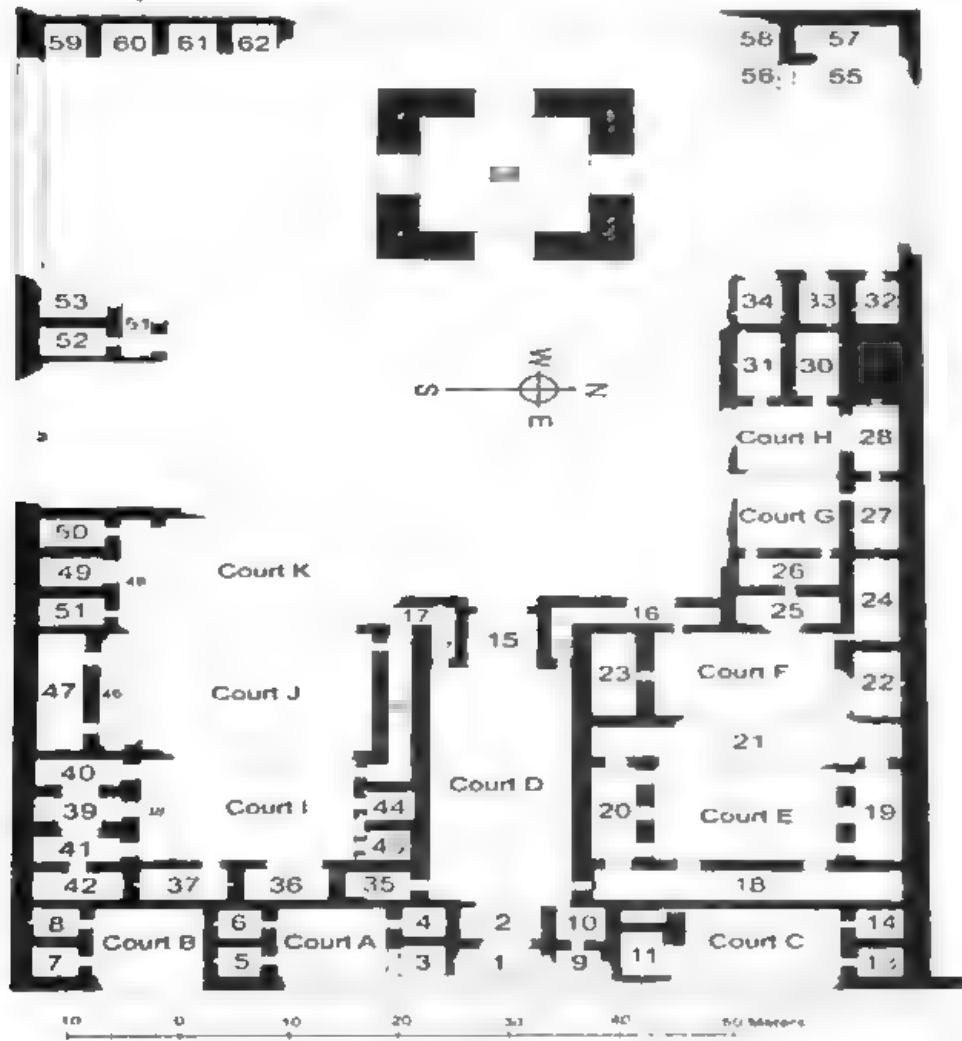 59 60 61 62
58 57
56 55
53
52
34 33 32
31 30
W
S N
E
Court H 28
Court G 27
50
49
Court K
26
51
25 24
17 15 16
47 46
Court J
23 Court F 22
21
40
39
Court I 44
Court D
20 Court E 19
41
42 37 36 35
18
8 Court B 6 Court A 4 2 10
Court C 14
7 5 3 1 9 11
10 0 10 20 30 40 50 Meters